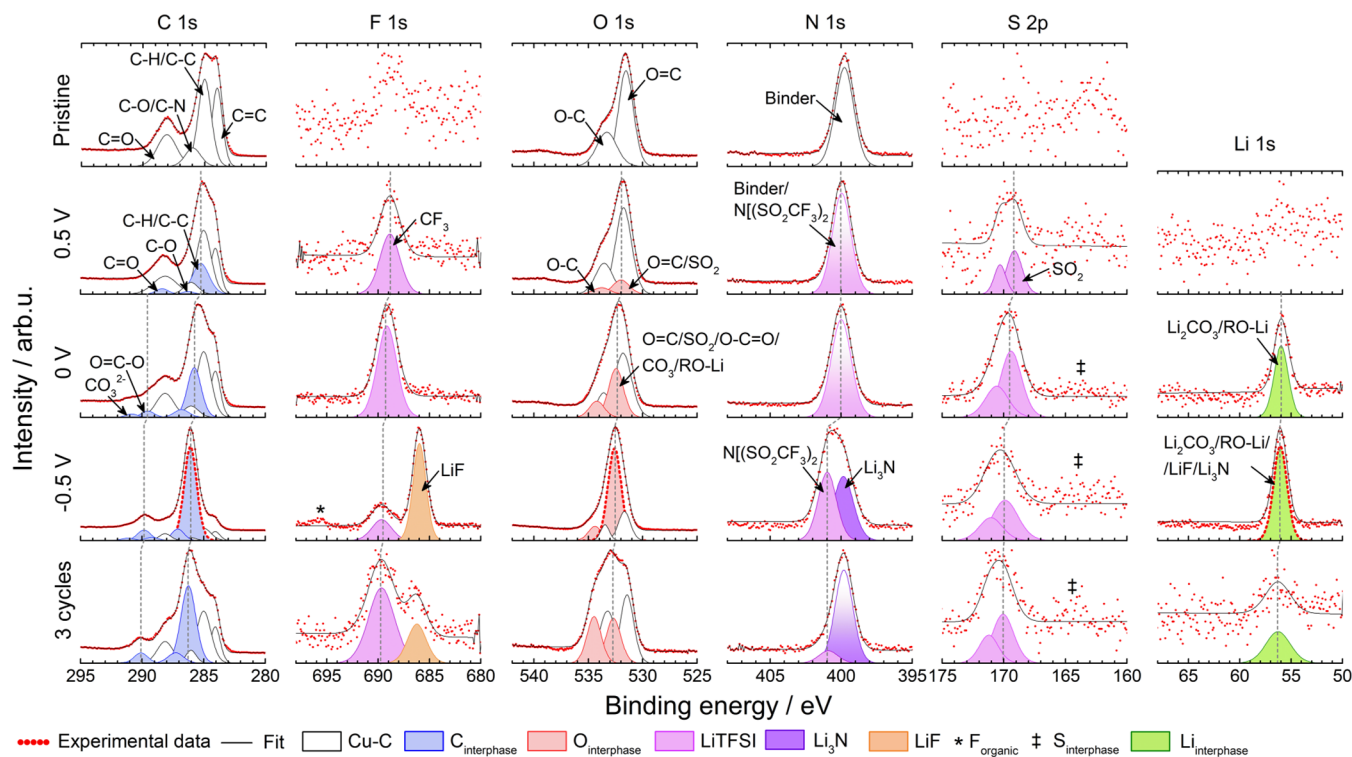 C 1s
F 1s
O 1s
N 1s
S 2p
Pristine
C-H/C-C
C-O/C-N
C=O
C=C
O=C
O-C
Binder
Li 1s
0.5 V
C-H/C-C
C-O
C=O
CF3
O-C
O=C/SO2
Binder/
N[(SO2CF3)2
SO2
0 V
O=C-O
CO3 2-
O=C/SO2/O-C=O/
CO3/RO-Li
‡
Li2CO3/RO-Li
-0.5 V
*
LiF
N[(SO2CF3)2
Li3N
‡
Li2CO3/RO-Li/
/LiF/Li3N
3 cycles
‡
Intensity / arb.u.
295 290 285 280
695 690 685 680
540 535 530 525
405 400 395
175 170 165 160
65 60 55 50
Binding energy / eV
Experimental data
Fit
Cu-C
Cinterphase
Ointerphase
LiTFSI
Li3N
LiF
* Forganic
‡ Sinterphase
Liinterphase